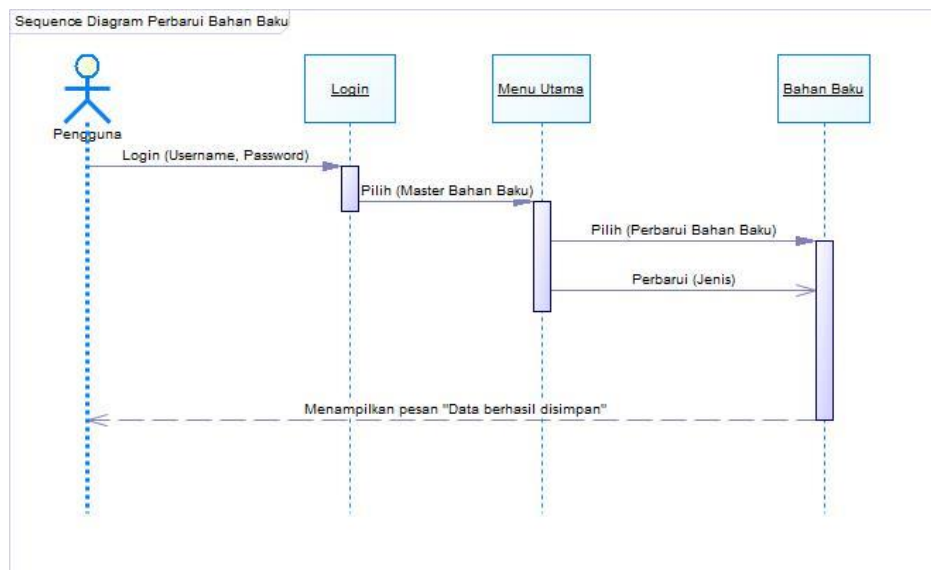 Sequence Diagram Perbarui Bahan Baku
Login
Menu Utama
Bahan Baku
Pengguna
Login (Username, Password)
Pilih (Master Bahan Baku)
Pilih (Perbarui Bahan Baku)
Perbarui (Jenis)
Menampilkan pesan "Data berhasil disimpan"